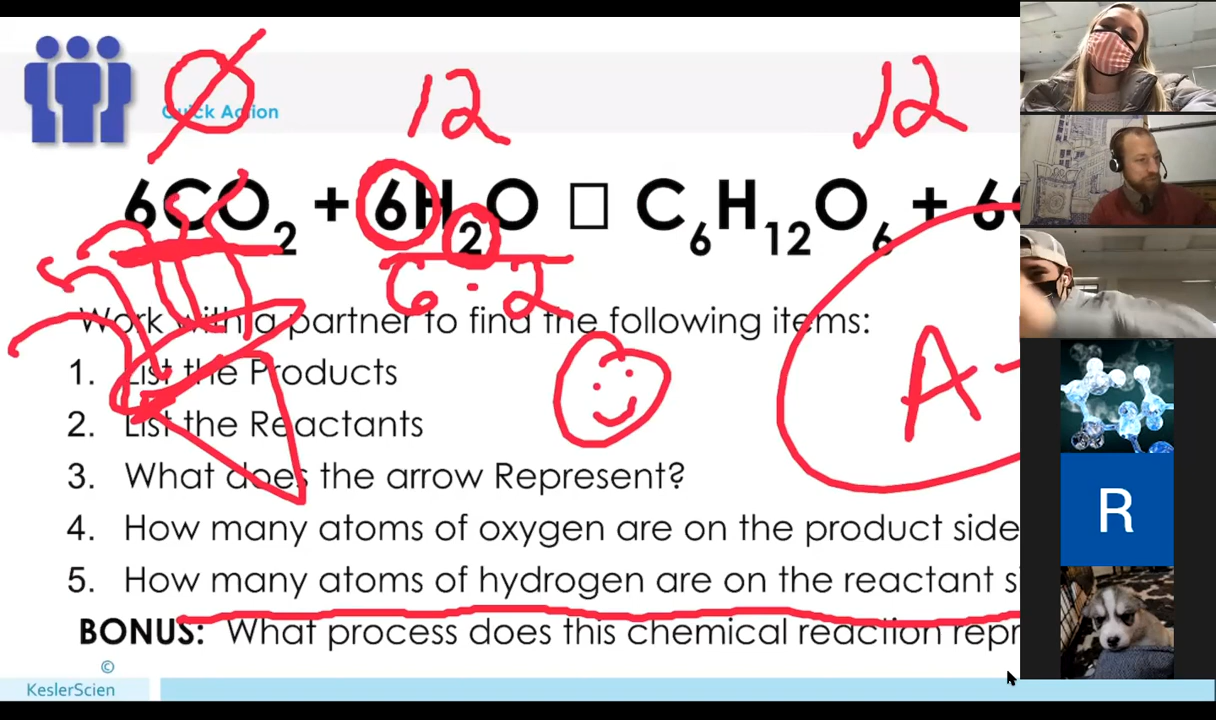 Ø 12 12
Quick Action
6CO₂ + 6H₂O □ C₆H₁₂O₆ + 6
6 · 2
Work with a partner to find the following items:
1. List the Products
2. List the Reactants
3. What does the arrow Represent?
A-
4. How many atoms of oxygen are on the product side
5. How many atoms of hydrogen are on the reactant s
BONUS: What process does this chemical reaction repr
©
KeslerScien
R